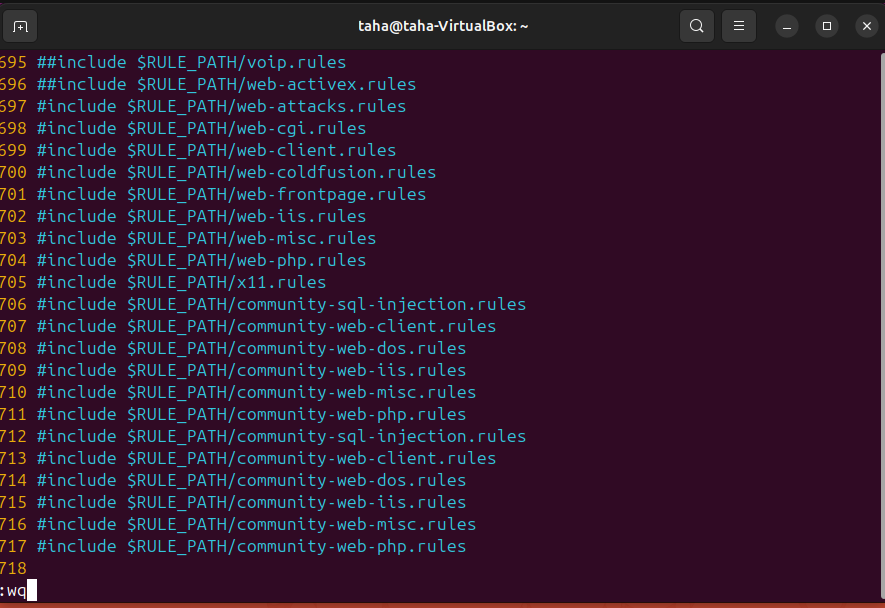 taha@taha-VirtualBox: ~
695 ##include $RULE_PATH/voip.rules
696 ##include $RULE_PATH/web-activex.rules
697 #include $RULE_PATH/web-attacks.rules
698 #include $RULE_PATH/web-cgi.rules
699 #include $RULE_PATH/web-client.rules
700 #include $RULE_PATH/web-coldfusion.rules
701 #include $RULE_PATH/web-frontpage.rules
702 #include $RULE_PATH/web-iis.rules
703 #include $RULE_PATH/web-misc.rules
704 #include $RULE_PATH/web-php.rules
705 #include $RULE_PATH/x11.rules
706 #include $RULE_PATH/community-sql-injection.rules
707 #include $RULE_PATH/community-web-client.rules
708 #include $RULE_PATH/community-web-dos.rules
709 #include $RULE_PATH/community-web-iis.rules
710 #include $RULE_PATH/community-web-misc.rules
711 #include $RULE_PATH/community-web-php.rules
712 #include $RULE_PATH/community-sql-injection.rules
713 #include $RULE_PATH/community-web-client.rules
714 #include $RULE_PATH/community-web-dos.rules
715 #include $RULE_PATH/community-web-iis.rules
716 #include $RULE_PATH/community-web-misc.rules
717 #include $RULE_PATH/community-web-php.rules
718
:wq